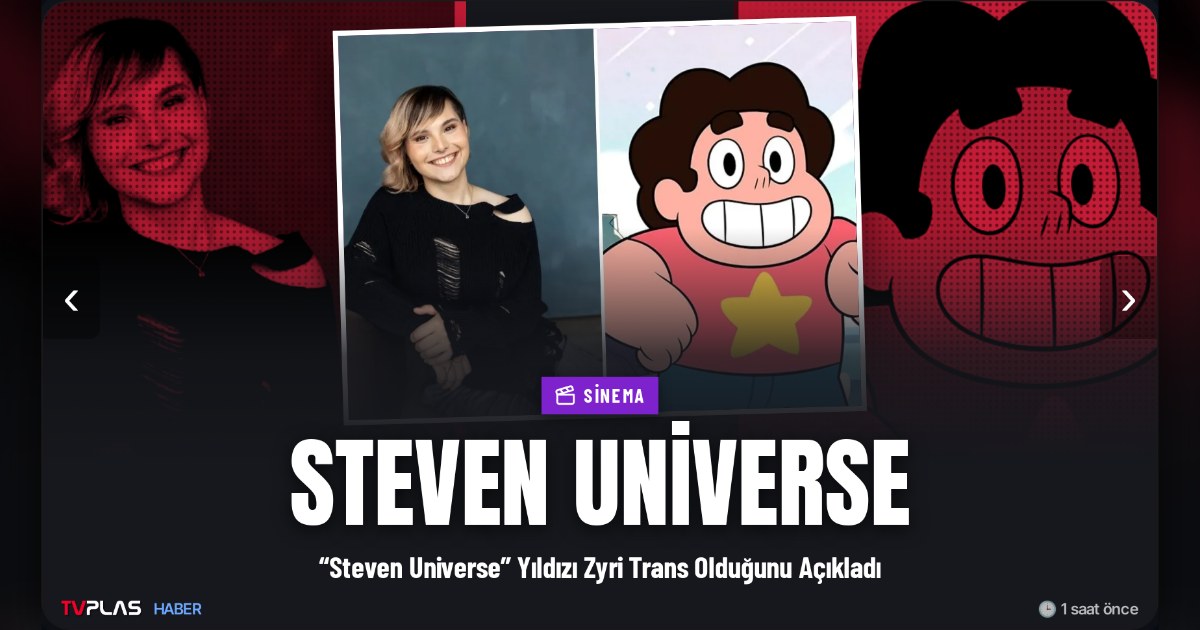 SİNEMA
STEVEN UNİVERSE
“Steven Universe” Yıldızı Zyri Trans Olduğunu Açıkladı
TVPLAS HABER
1 saat önce